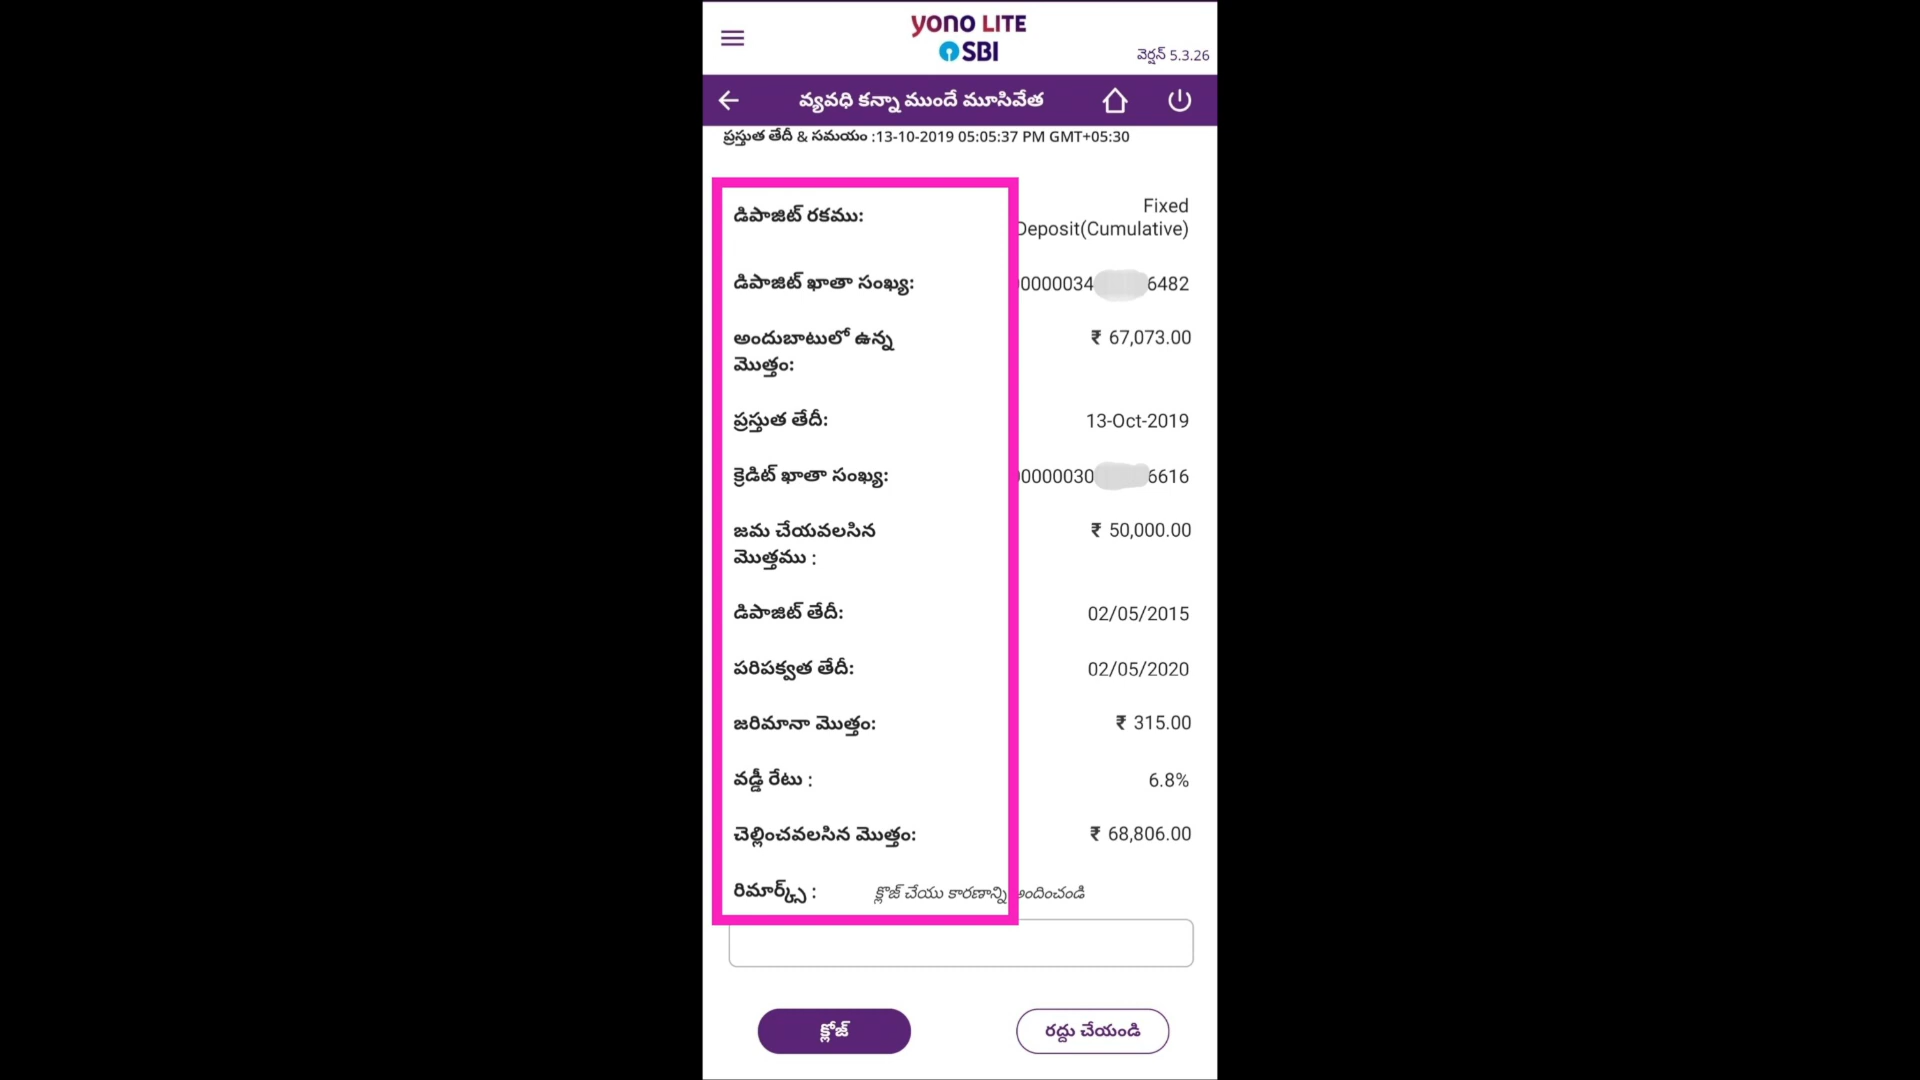 yono LITE
SBI
వెర్షన్ 5.3.26
వ్యవధి కన్నా ముందే మూసివేత
ప్రస్తుత తేదీ & సమయం :13-10-2019 05:05:37 PM GMT+05:30
డిపాజిట్ రకము:
Fixed
Deposit(Cumulative)
డిపాజిట్ ఖాతా సంఖ్య:
0000034 6482
అందుబాటులో ఉన్న
మొత్తం:
₹ 67,073.00
ప్రస్తుత తేదీ:
13-Oct-2019
క్రెడిట్ ఖాతా సంఖ్య:
0000030 6616
జమ చేయవలసిన
మొత్తము :
₹ 50,000.00
డిపాజిట్ తేదీ:
02/05/2015
పరిపక్వత తేదీ:
02/05/2020
జరిమానా మొత్తం:
₹ 315.00
వడ్డీ రేటు :
6.8%
చెల్లించవలసిన మొత్తం:
₹ 68,806.00
రిమార్క్స్ :
క్లొజ్ చేయు కారణాన్ని అందించండి
క్లోజ్
రద్దు చేయండి